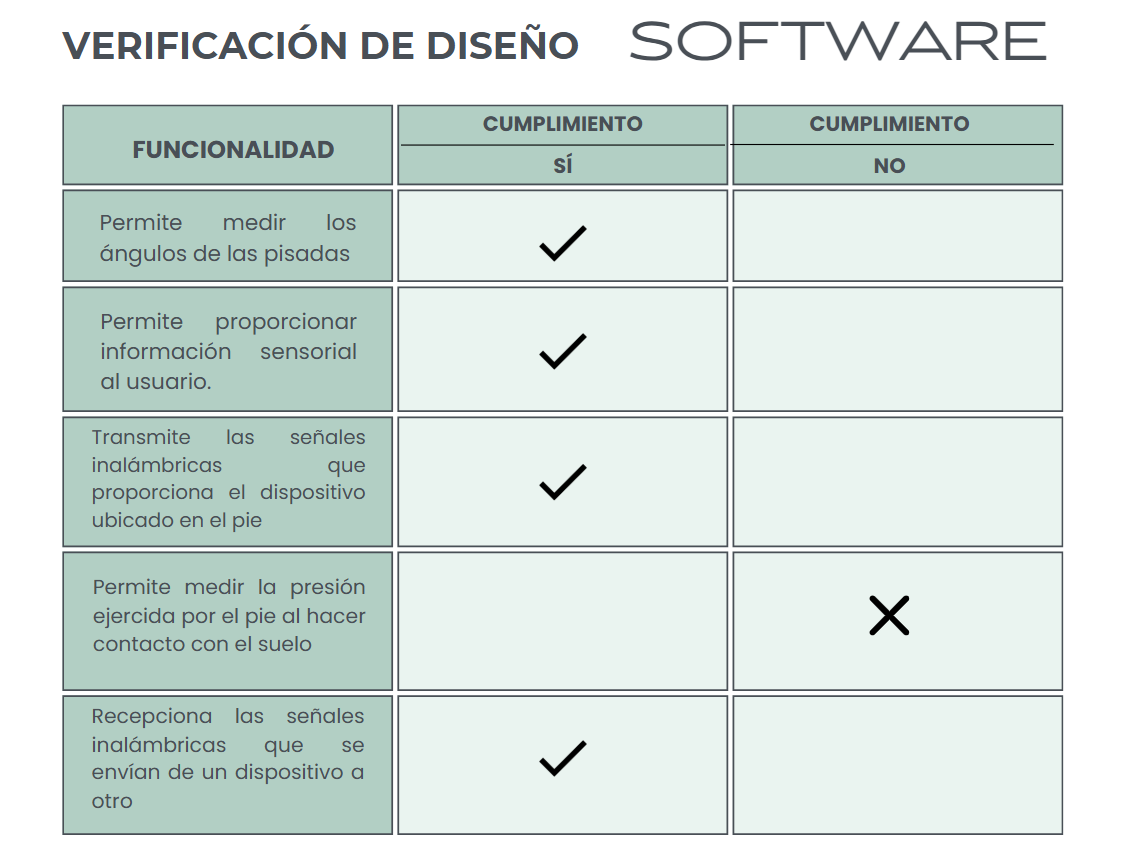 VERIFICACIÓN DE DISEÑO SOFTWARE
FUNCIONALIDAD
CUMPLIMIENTO
SÍ
CUMPLIMIENTO
NO
Permite medir los
ángulos de las pisadas
Permite proporcionar
información sensorial
al usuario.
Transmite las señales
inalámbricas que
proporciona el dispositivo
ubicado en el pie
Permite medir la presión
ejercida por el pie al hacer
contacto con el suelo
Recepciona las señales
inalámbricas que se
envían de un dispositivo a
otro